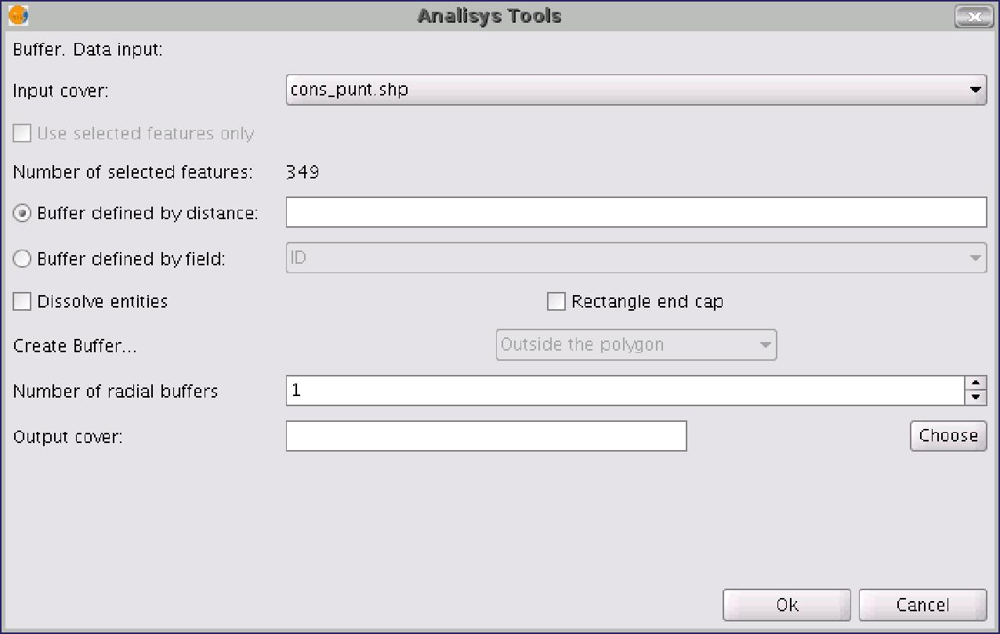 Analisys Tools
Buffer. Data input:
Input cover: cons_punt.shp
Use selected features only
Number of selected features: 349
Buffer defined by distance:
Buffer defined by field: ID
Dissolve entities Rectangle end cap
Create Buffer... Outside the polygon
Number of radial buffers 1
Output cover: Choose
Ok Cancel